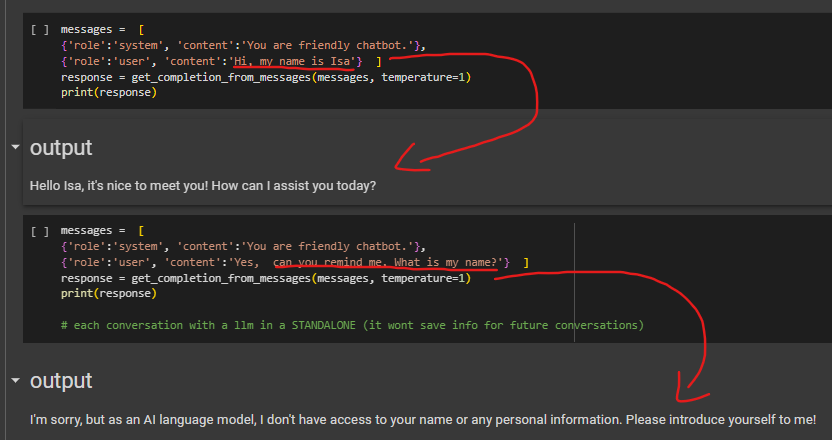 [ ] messages =  [
{'role':'system', 'content':'You are friendly chatbot.'},
{'role':'user', 'content':'Hi, my name is Isa'}  ]
response = get_completion_from_messages(messages, temperature=1)
print(response)
output
Hello Isa, it's nice to meet you! How can I assist you today?
[ ] messages =  [
{'role':'system', 'content':'You are friendly chatbot.'},
{'role':'user', 'content':'Yes,  can you remind me. What is my name?'}  ]
response = get_completion_from_messages(messages, temperature=1)
print(response)
# each conversation with a llm in a STANDALONE (it wont save info for future conversations)
output
I'm sorry, but as an AI language model, I don't have access to your name or any personal information. Please introduce yourself to me!